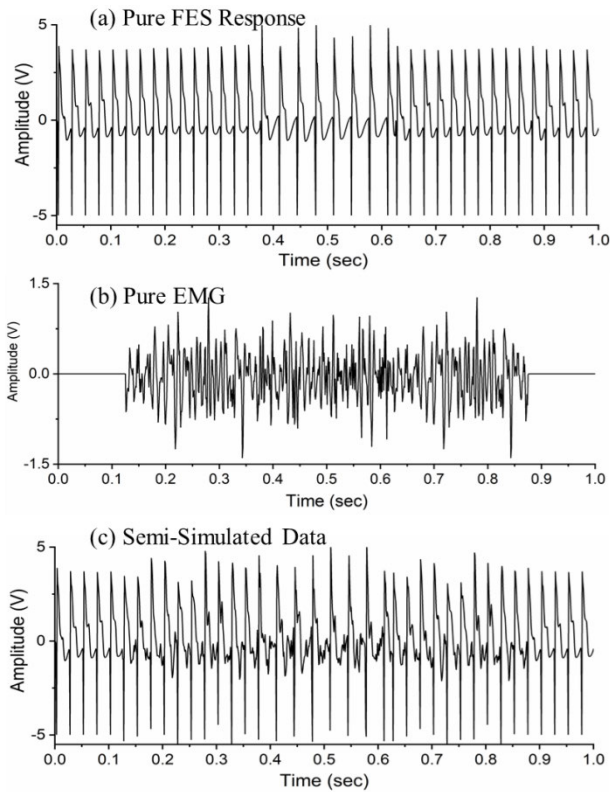 (a) Pure FES Response
Amplitude (V)
5
0
-5
0.0 0.1 0.2 0.3 0.4 0.5 0.6 0.7 0.8 0.9 1.0
Time (sec)
(b) Pure EMG
Amplitude (V)
1.5
0.0
-1.5
0.0 0.1 0.2 0.3 0.4 0.5 0.6 0.7 0.8 0.9 1.0
Time (sec)
(c) Semi-Simulated Data
Amplitude (V)
5
0
-5
0.0 0.1 0.2 0.3 0.4 0.5 0.6 0.7 0.8 0.9 1.0
Time (sec)